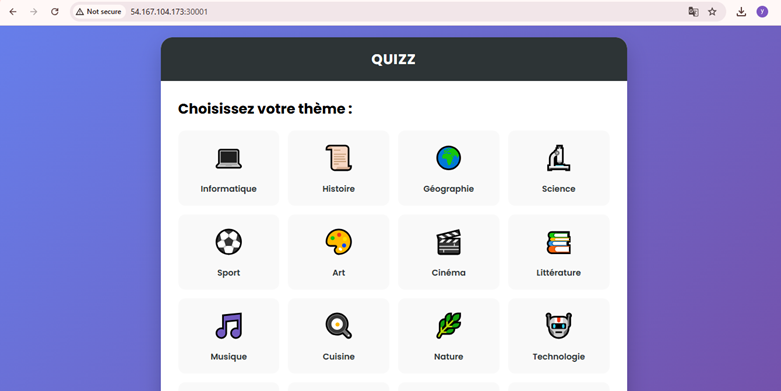 Not secure 54.167.104.173:30001
Y
QUIZZ
Choisissez votre thème :
Informatique Histoire Géographie Science
Sport Art Cinéma Littérature
Musique Cuisine Nature Technologie